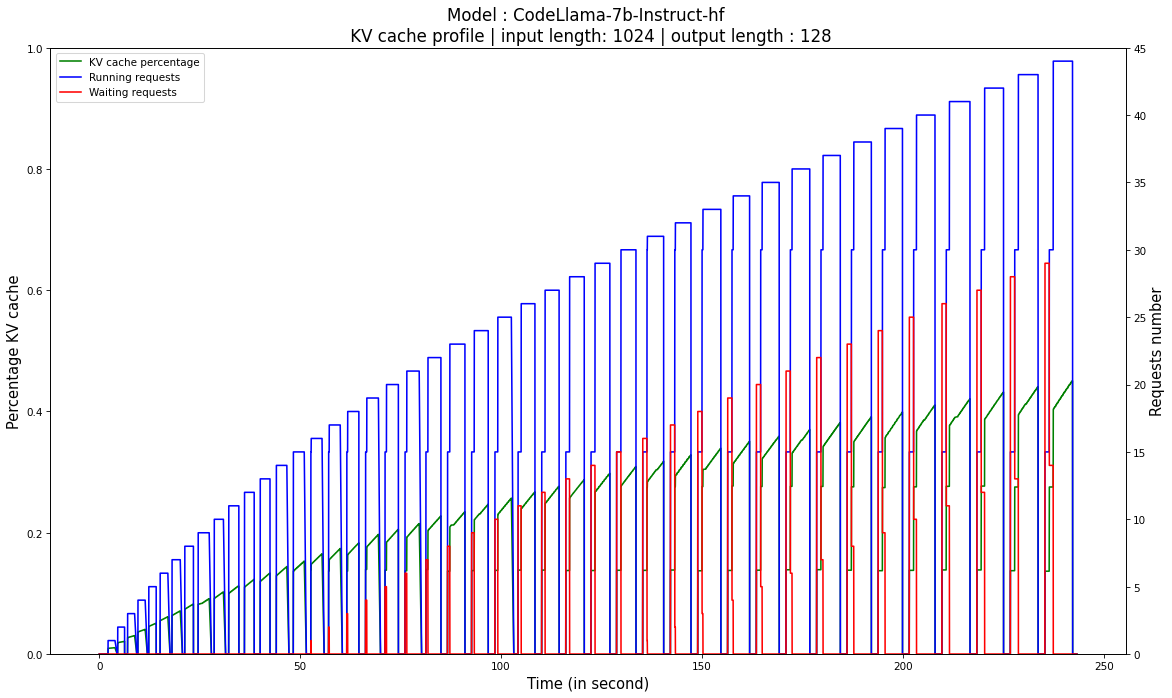 Model : CodeLlama-7b-Instruct-hf
KV cache profile | input length: 1024 | output length : 128
KV cache percentage
Running requests
Waiting requests
1.0
0.8
0.6
0.4
0.2
0.0
Percentage KV cache
45
40
35
30
25
20
15
10
5
0
Requests number
0
50
100
150
200
250
Time (in second)